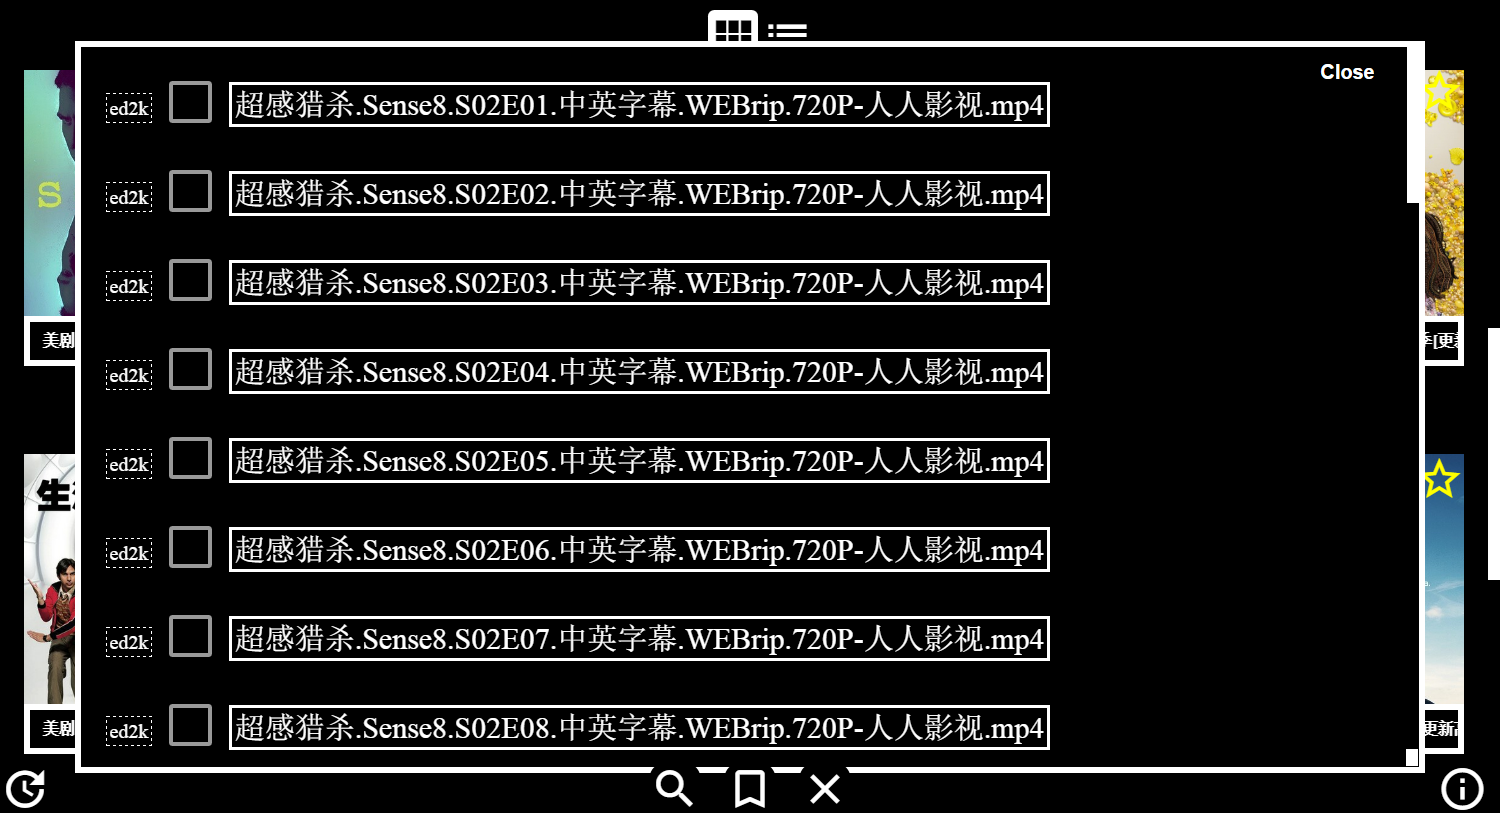 Close
ed2k 超感猎杀.Sense8.S02E01.中英字幕.WEBrip.720P-人人影视.mp4
ed2k 超感猎杀.Sense8.S02E02.中英字幕.WEBrip.720P-人人影视.mp4
ed2k 超感猎杀.Sense8.S02E03.中英字幕.WEBrip.720P-人人影视.mp4
S
ed2k 超感猎杀.Sense8.S02E04.中英字幕.WEBrip.720P-人人影视.mp4
美剧
季[更新
ed2k 超感猎杀.Sense8.S02E05.中英字幕.WEBrip.720P-人人影视.mp4
生活
ed2k 超感猎杀.Sense8.S02E06.中英字幕.WEBrip.720P-人人影视.mp4
ed2k 超感猎杀.Sense8.S02E07.中英字幕.WEBrip.720P-人人影视.mp4
ed2k 超感猎杀.Sense8.S02E08.中英字幕.WEBrip.720P-人人影视.mp4
美剧
更新